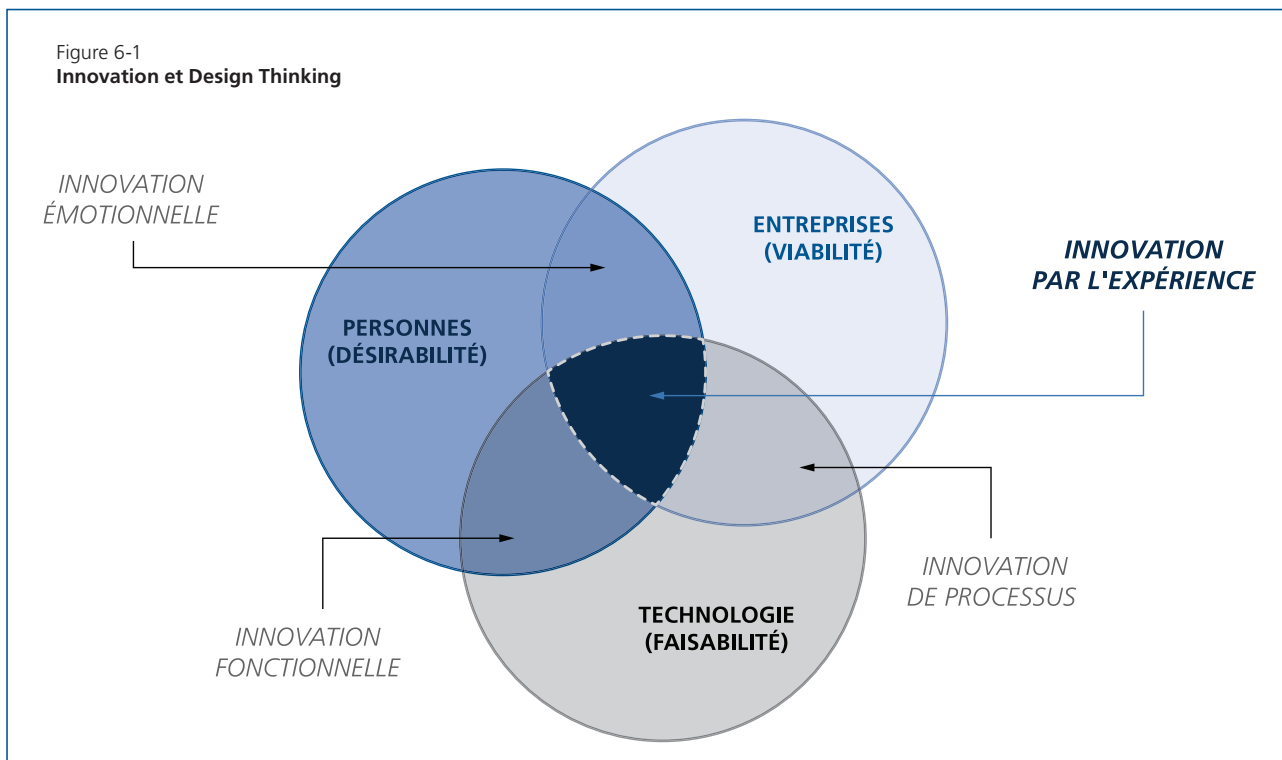 Figure 6-1
Innovation et Design Thinking
INNOVATION
ÉMOTIONNELLE
ENTREPRISES
(VIABILITÉ)
INNOVATION
PAR L'EXPÉRIENCE
PERSONNES
(DÉSIRABILITÉ)
INNOVATION
DE PROCESSUS
TECHNOLOGIE
(FAISABILITÉ)
INNOVATION
FONCTIONNELLE